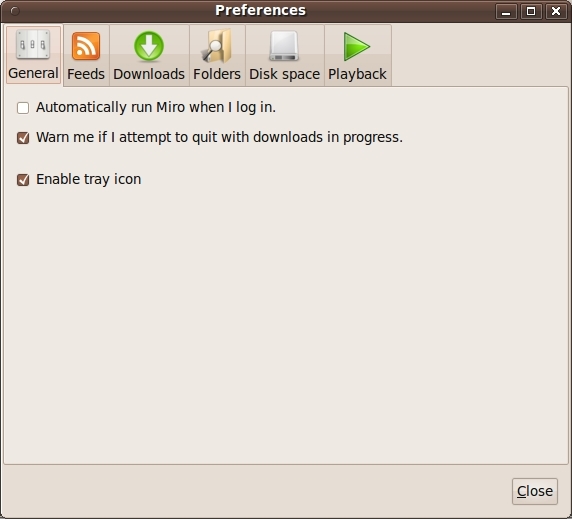 Preferences
General Feeds Downloads Folders Disk space Playback
Automatically run Miro when I log in.
Warn me if I attempt to quit with downloads in progress.
Enable tray icon
Close